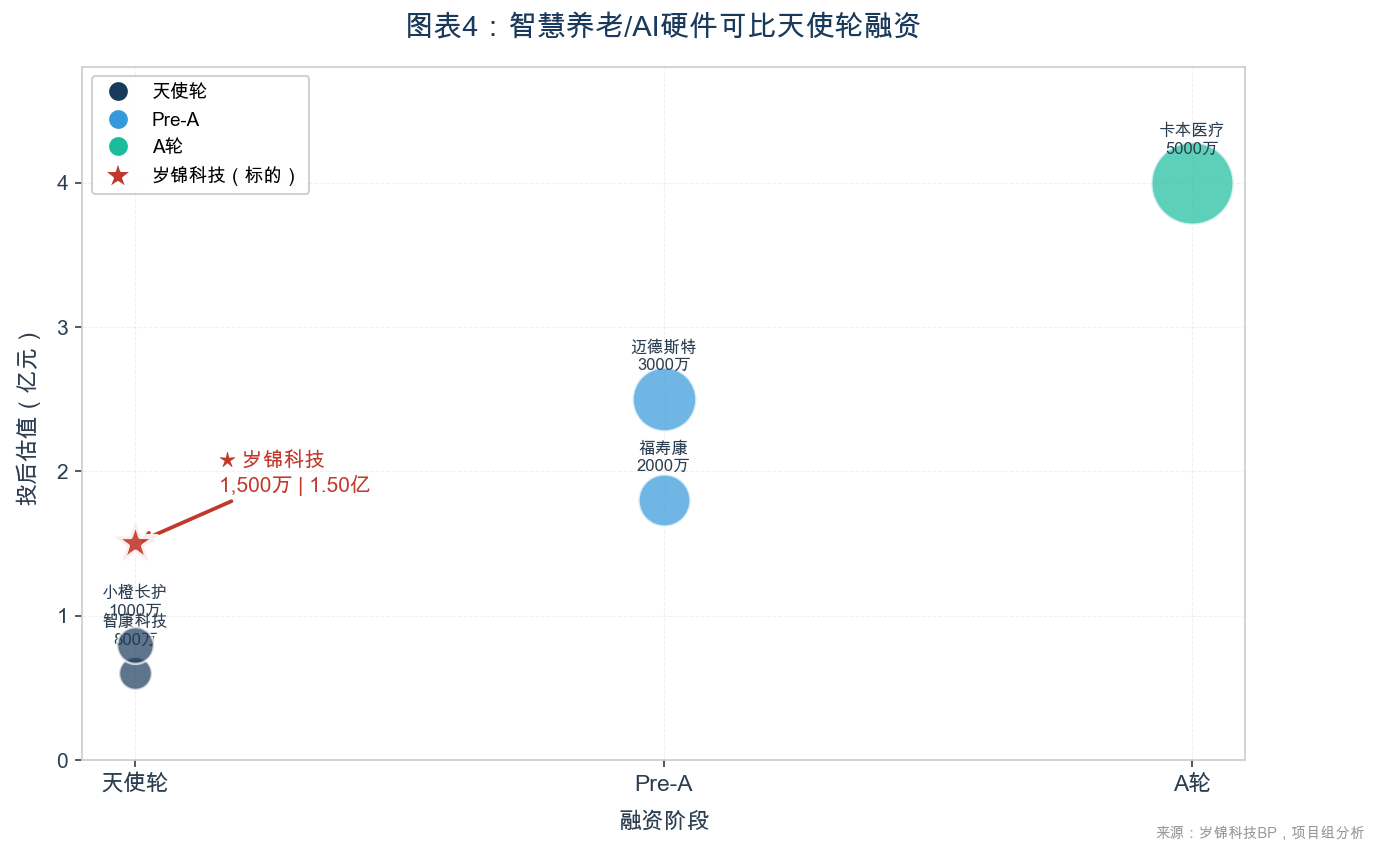 图表4：智慧养老/AI硬件可比天使轮融资
天使轮
Pre-A
A轮
岁锦科技（标的）
卡本医疗
5000万
迈德斯特
3000万
福寿康
2000万
★ 岁锦科技
1,500万 | 1.50亿
小橙长护
1000万
智康科技
800万
投后估值（亿元）
4
3
2
1
0
天使轮
Pre-A
A轮
融资阶段
来源：岁锦科技BP，项目组分析